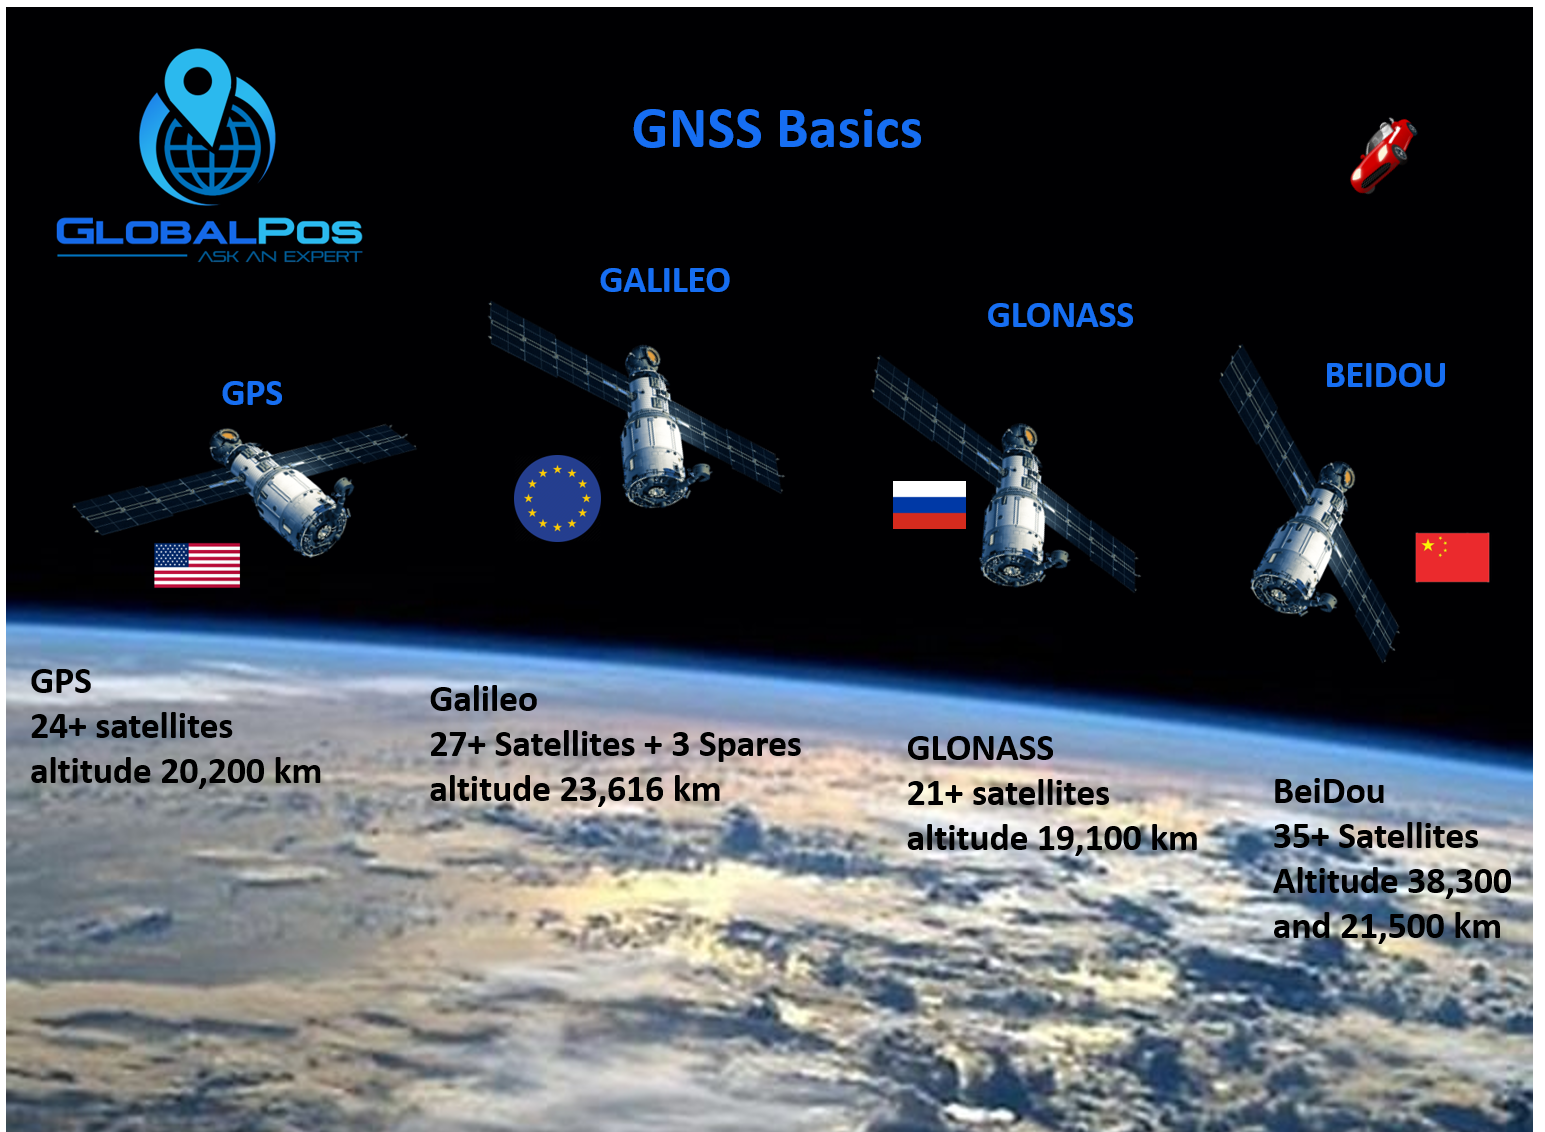 GNSS Basics
GLOBALPOS
ASK AN EXPERT
GALILEO
GLONASS
BEIDOU
GPS
GPS
24+ satellites
altitude 20,200 km
Galileo
27+ Satellites + 3 Spares
altitude 23,616 km
GLONASS
21+ satellites
altitude 19,100 km
BeiDou
35+ Satellites
Altitude 38,300
and 21,500 km